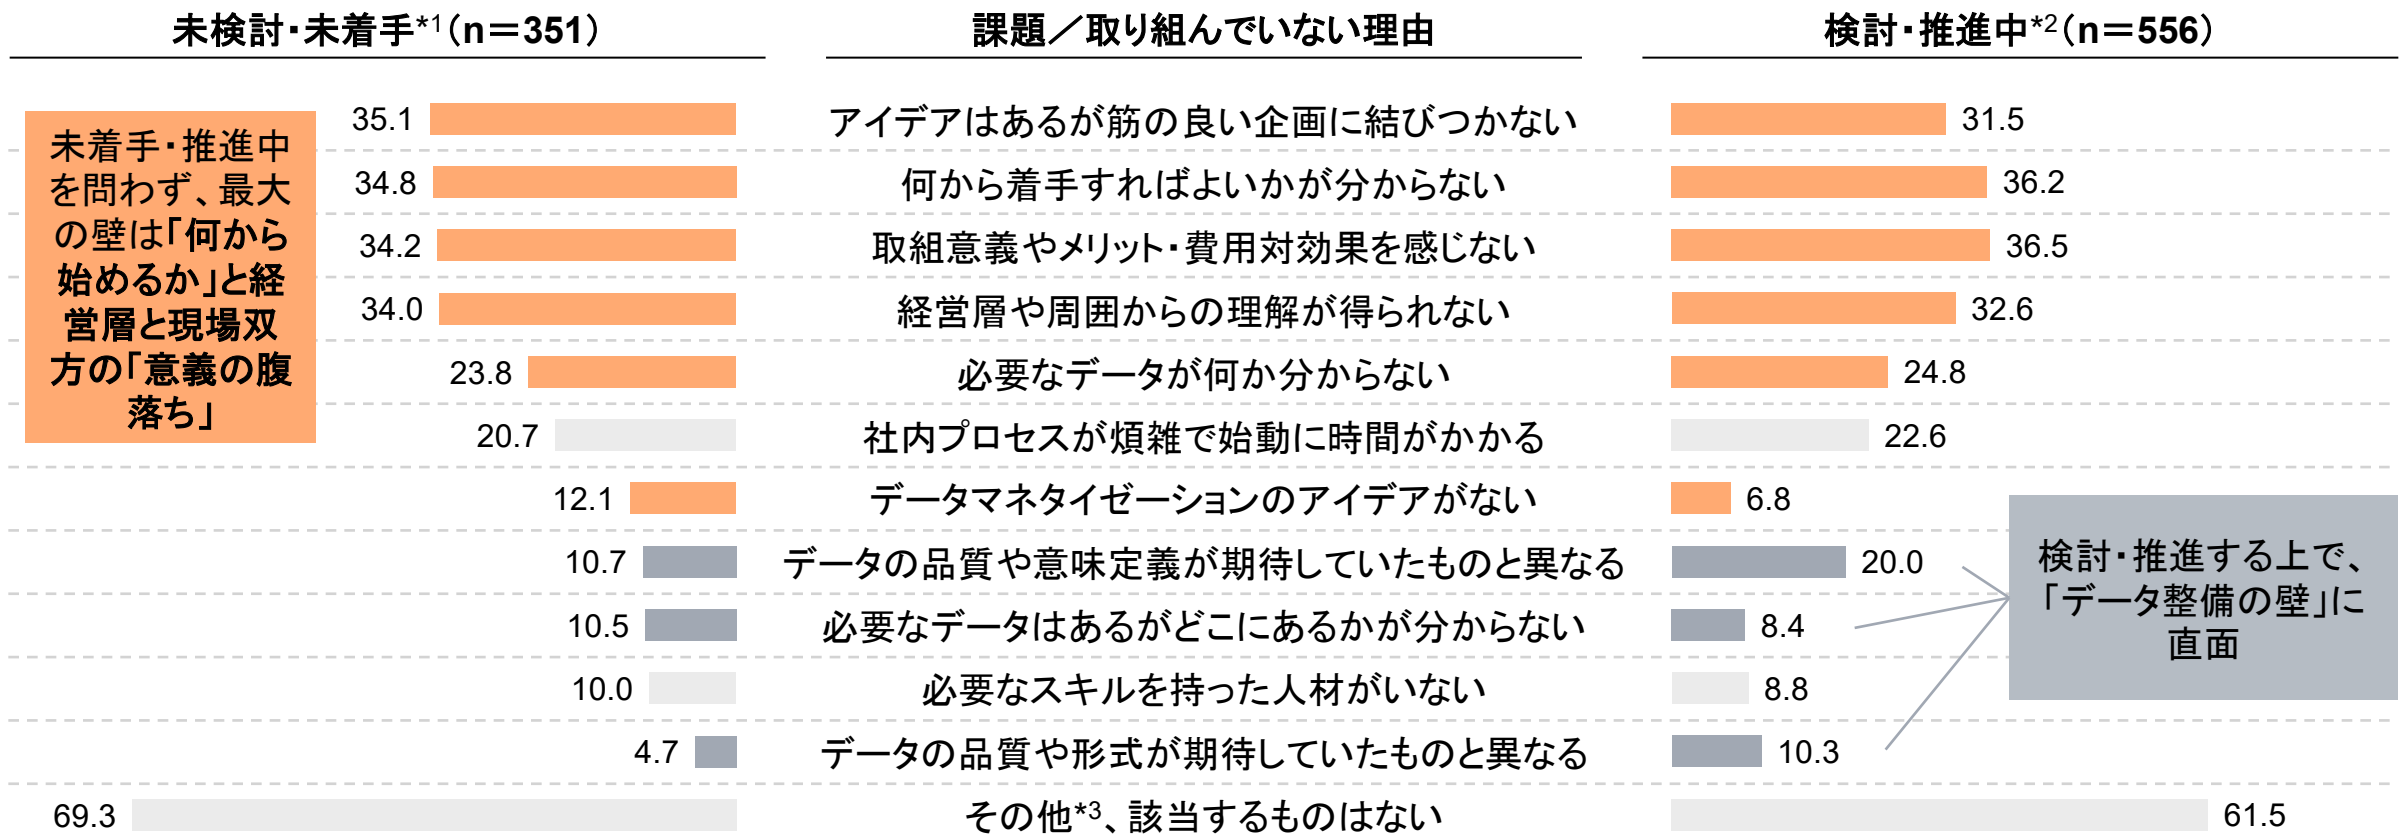 未検討・未着手*1（n＝351）　課題／取り組んでいない理由　検討・推進中*2（n＝556）
35.1　アイデアはあるが筋の良い企画に結びつかない　31.5
34.8　何から着手すればよいかが分からない　36.2
34.2　取組意義やメリット・費用対効果を感じない　36.5
34.0　経営層や周囲からの理解が得られない　32.6
23.8　必要なデータが何か分からない　24.8
20.7　社内プロセスが煩雑で始動に時間がかかる　22.6
12.1　データマネタイゼーションのアイデアがない　6.8
10.7　データの品質や意味定義が期待していたものと異なる　20.0
10.5　必要なデータはあるがどこにあるかが分からない　8.4
10.0　必要なスキルを持った人材がいない　8.8
4.7　データの品質や形式が期待していたものと異なる　10.3
69.3　その他*3、該当するものはない　61.5
未着手・推進中
を問わず、最大
の壁は「何から
始めるか」と経
営層と現場双
方の「意義の腹
落ち」
検討・推進する上で、
「データ整備の壁」に
直面